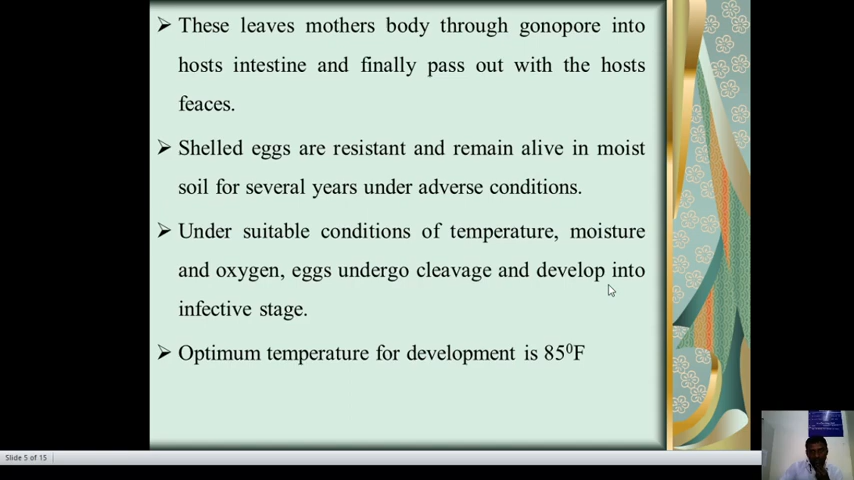 ➢ These leaves mothers body through gonopore into
hosts intestine and finally pass out with the hosts
feaces.
➢ Shelled eggs are resistant and remain alive in moist
soil for several years under adverse conditions.
➢ Under suitable conditions of temperature, moisture
and oxygen, eggs undergo cleavage and develop into
infective stage.
➢ Optimum temperature for development is 85⁰F
Slide 5 of 15